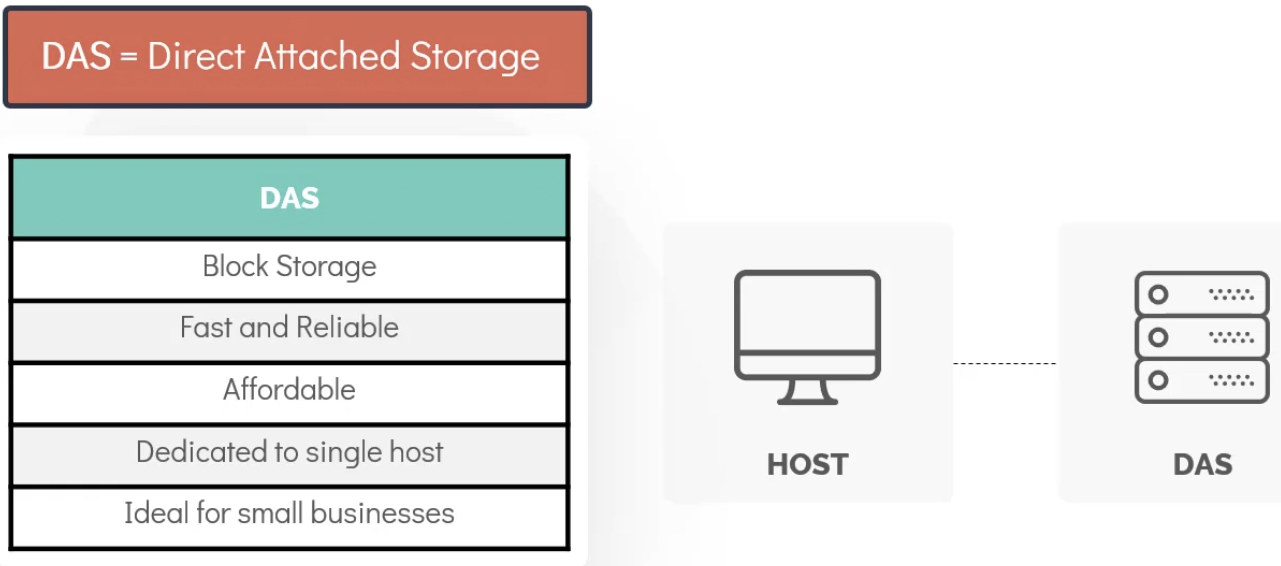 DAS = Direct Attached Storage
DAS
Block Storage
Fast and Reliable
Affordable
Dedicated to single host
Ideal for small businesses
HOST
DAS